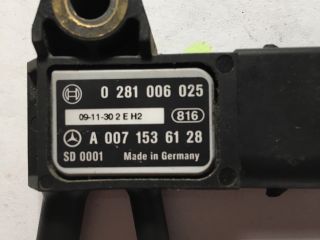 0 281 006 025
09-11-30 2 E H2 816
A 007 153 61 28
SD 0001 Made in Germany